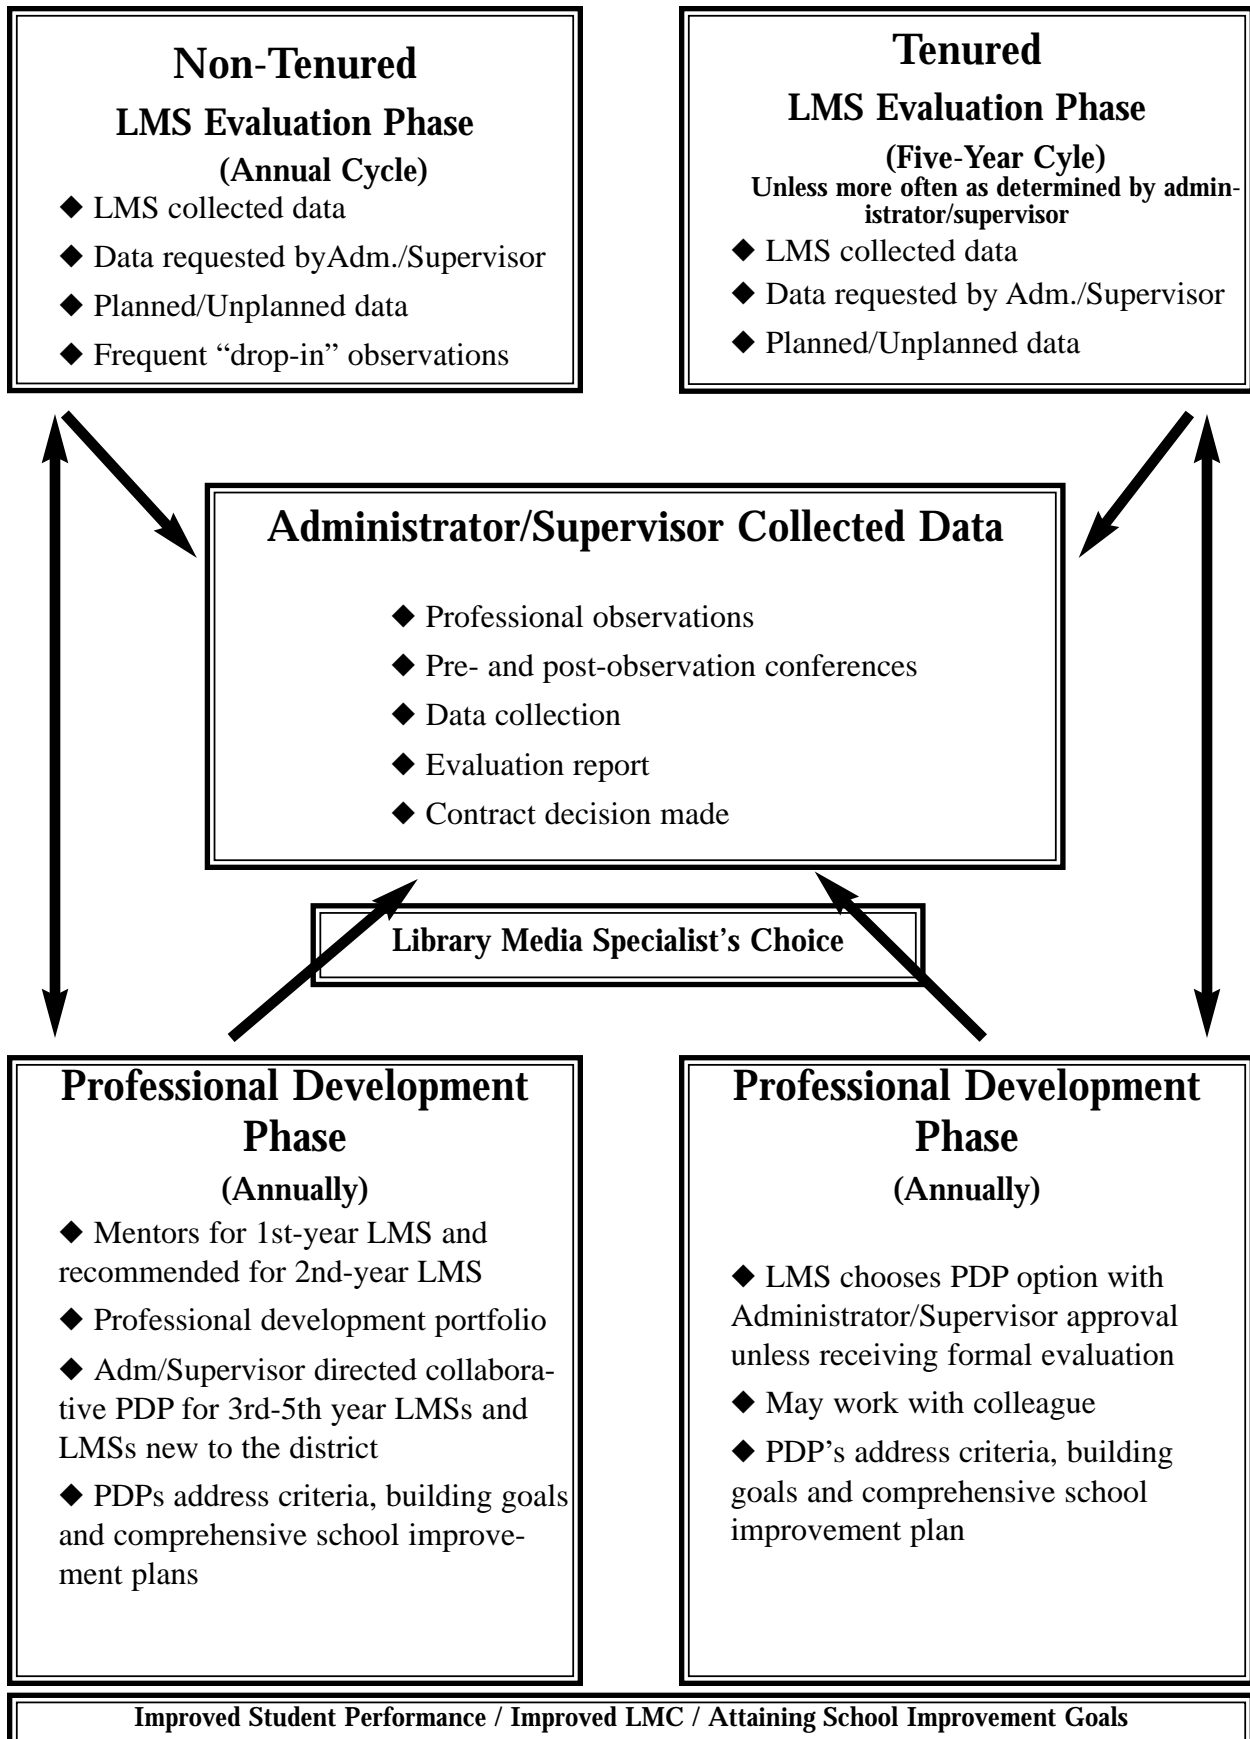 Non-Tenured
LMS Evaluation Phase
(Annual Cycle)
◆ LMS collected data
◆ Data requested byAdm./Supervisor
◆ Planned/Unplanned data
◆ Frequent “drop-in” observations
Tenured
LMS Evaluation Phase
(Five-Year Cyle)
Unless more often as determined by admin-
istrator/supervisor
◆ LMS collected data
◆ Data requested by Adm./Supervisor
◆ Planned/Unplanned data
Administrator/Supervisor Collected Data
◆ Professional observations
◆ Pre- and post-observation conferences
◆ Data collection
◆ Evaluation report
◆ Contract decision made
Library Media Specialist's Choice
Professional Development
Phase
(Annually)
◆ Mentors for 1st-year LMS and
recommended for 2nd-year LMS
◆ Professional development portfolio
◆ Adm/Supervisor directed collabora-
tive PDP for 3rd-5th year LMSs and
LMSs new to the district
◆ PDPs address criteria, building goals
and comprehensive school improve-
ment plans
Professional Development
Phase
(Annually)
◆ LMS chooses PDP option with
Administrator/Supervisor approval
unless receiving formal evaluation
◆ May work with colleague
◆ PDP's address criteria, building
goals and comprehensive school
improvement plan
Improved Student Performance / Improved LMC / Attaining School Improvement Goals